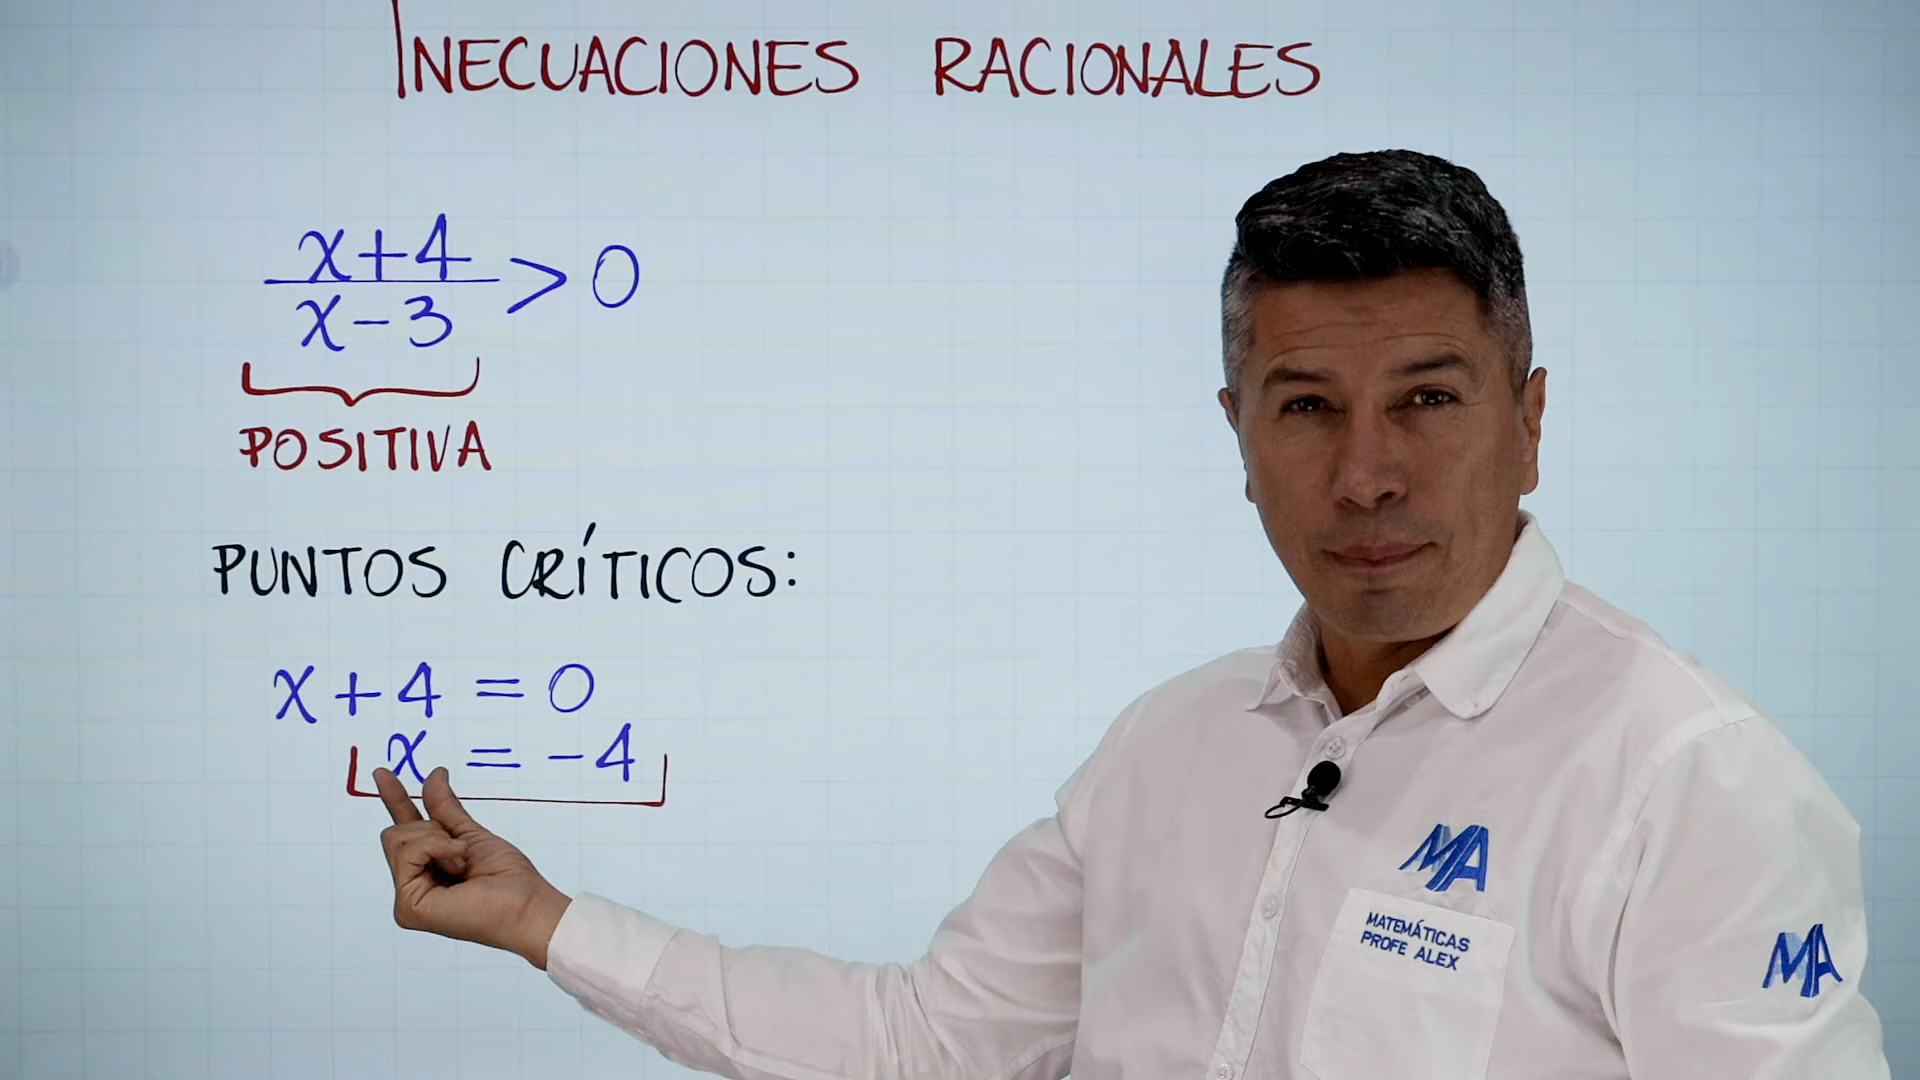 INECUACIONES RACIONALES
x+4
x-3
> 0
POSITIVA
PUNTOS CRÍTICOS:
x + 4 = 0
x = -4
MA
MATEMÁTICAS
PROFE ALEX
MA